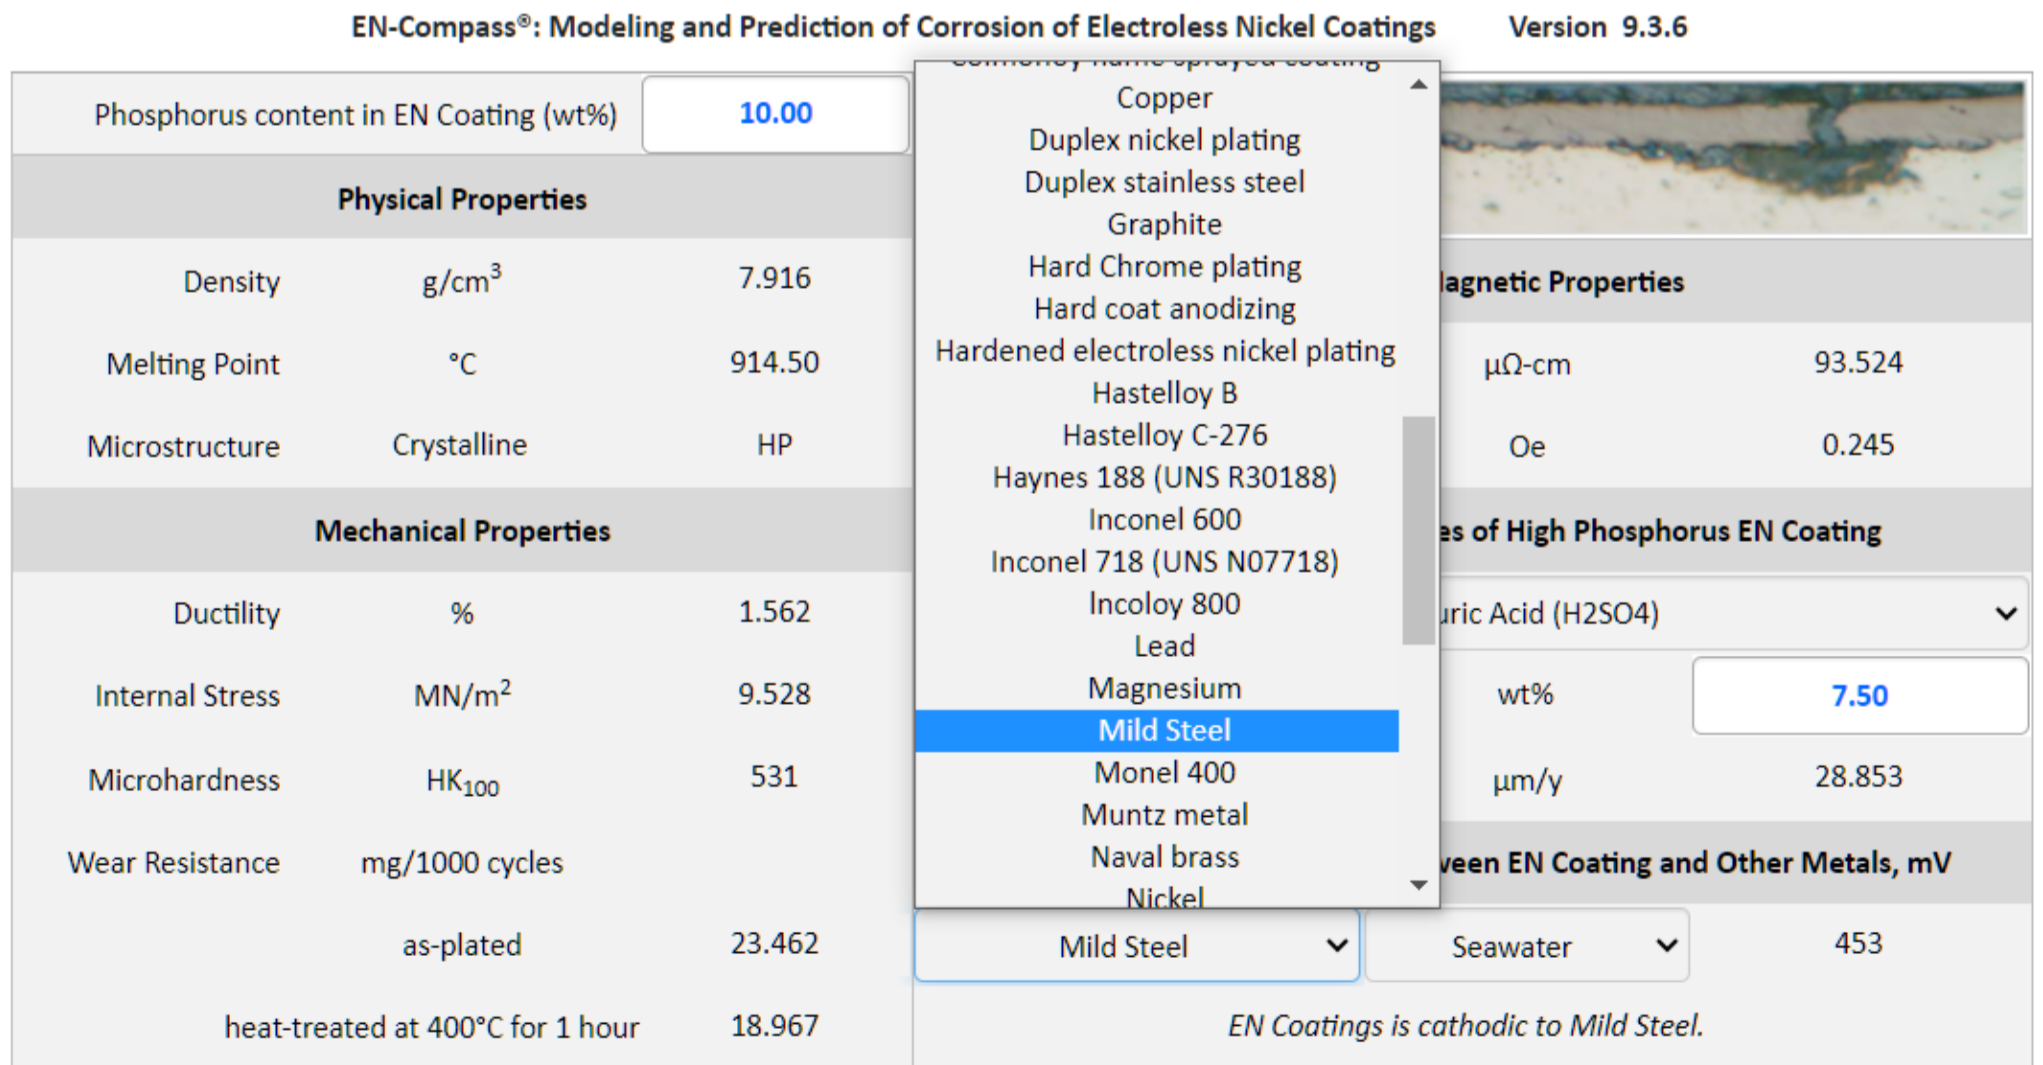 EN-Compass®: Modeling and Prediction of Corrosion of Electroless Nickel Coatings Version 9.3.6
Phosphorus content in EN Coating (wt%) 10.00
Physical Properties
Density g/cm³ 7.916
Melting Point °C 914.50
Microstructure Crystalline HP
Mechanical Properties
Ductility % 1.562
Internal Stress MN/m² 9.528
Microhardness HK₁₀₀ 531
Wear Resistance mg/1000 cycles
as-plated 23.462
heat-treated at 400°C for 1 hour 18.967
sprayed coating
Copper
Duplex nickel plating
Duplex stainless steel
Graphite
Hard Chrome plating
Hard coat anodizing
Hardened electroless nickel plating
Hastelloy B
Hastelloy C-276
Haynes 188 (UNS R30188)
Inconel 600
Inconel 718 (UNS N07718)
Incoloy 800
Lead
Magnesium
Mild Steel
Monel 400
Muntz metal
Naval brass
Nickel
agnetic Properties
μΩ-cm 93.524
Oe 0.245
es of High Phosphorus EN Coating
uric Acid (H2SO4)
wt% 7.50
μm/y 28.853
ween EN Coating and Other Metals, mV
Mild Steel Seawater 453
EN Coatings is cathodic to Mild Steel.